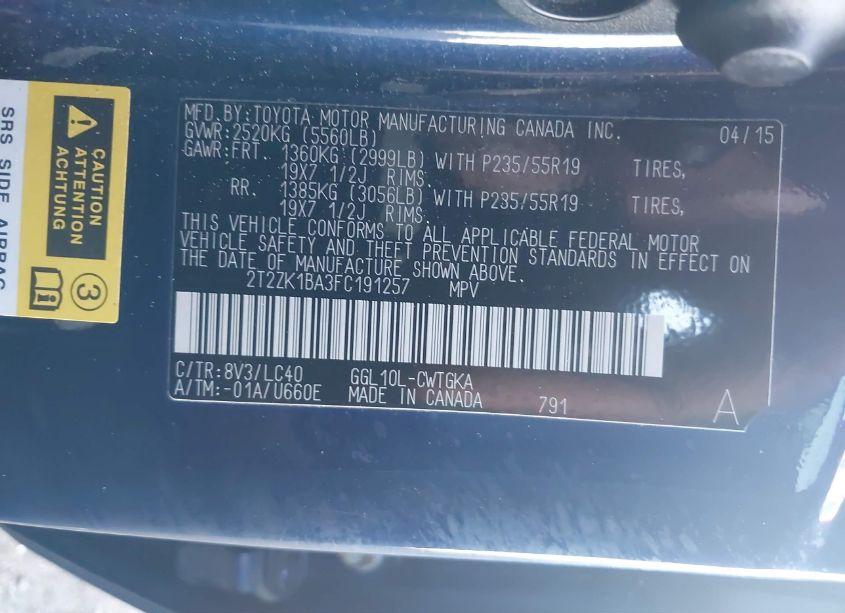 CAUTION
ATTENTION
ACHTUNG
SRS SIDE AIRBAG
3
MFD. BY: TOYOTA MOTOR MANUFACTURING CANADA INC. 04/15
GVWR: 2520KG (5560LB)
GAWR: FRT. 1360KG (2999LB) WITH P235/55R19 TIRES,
19X7 1/2J RIMS.
RR. 1385KG (3056LB) WITH P235/55R19 TIRES,
19X7 1/2J RIMS.
THIS VEHICLE CONFORMS TO ALL APPLICABLE FEDERAL MOTOR
VEHICLE SAFETY AND THEFT PREVENTION STANDARDS IN EFFECT ON
THE DATE OF MANUFACTURE SHOWN ABOVE.
2T2ZK1BA3FC191257 MPV
C/TR: 8V3/LC40 GGL10L-CWTGKA
A/TM: -01A/U660E MADE IN CANADA 791 A